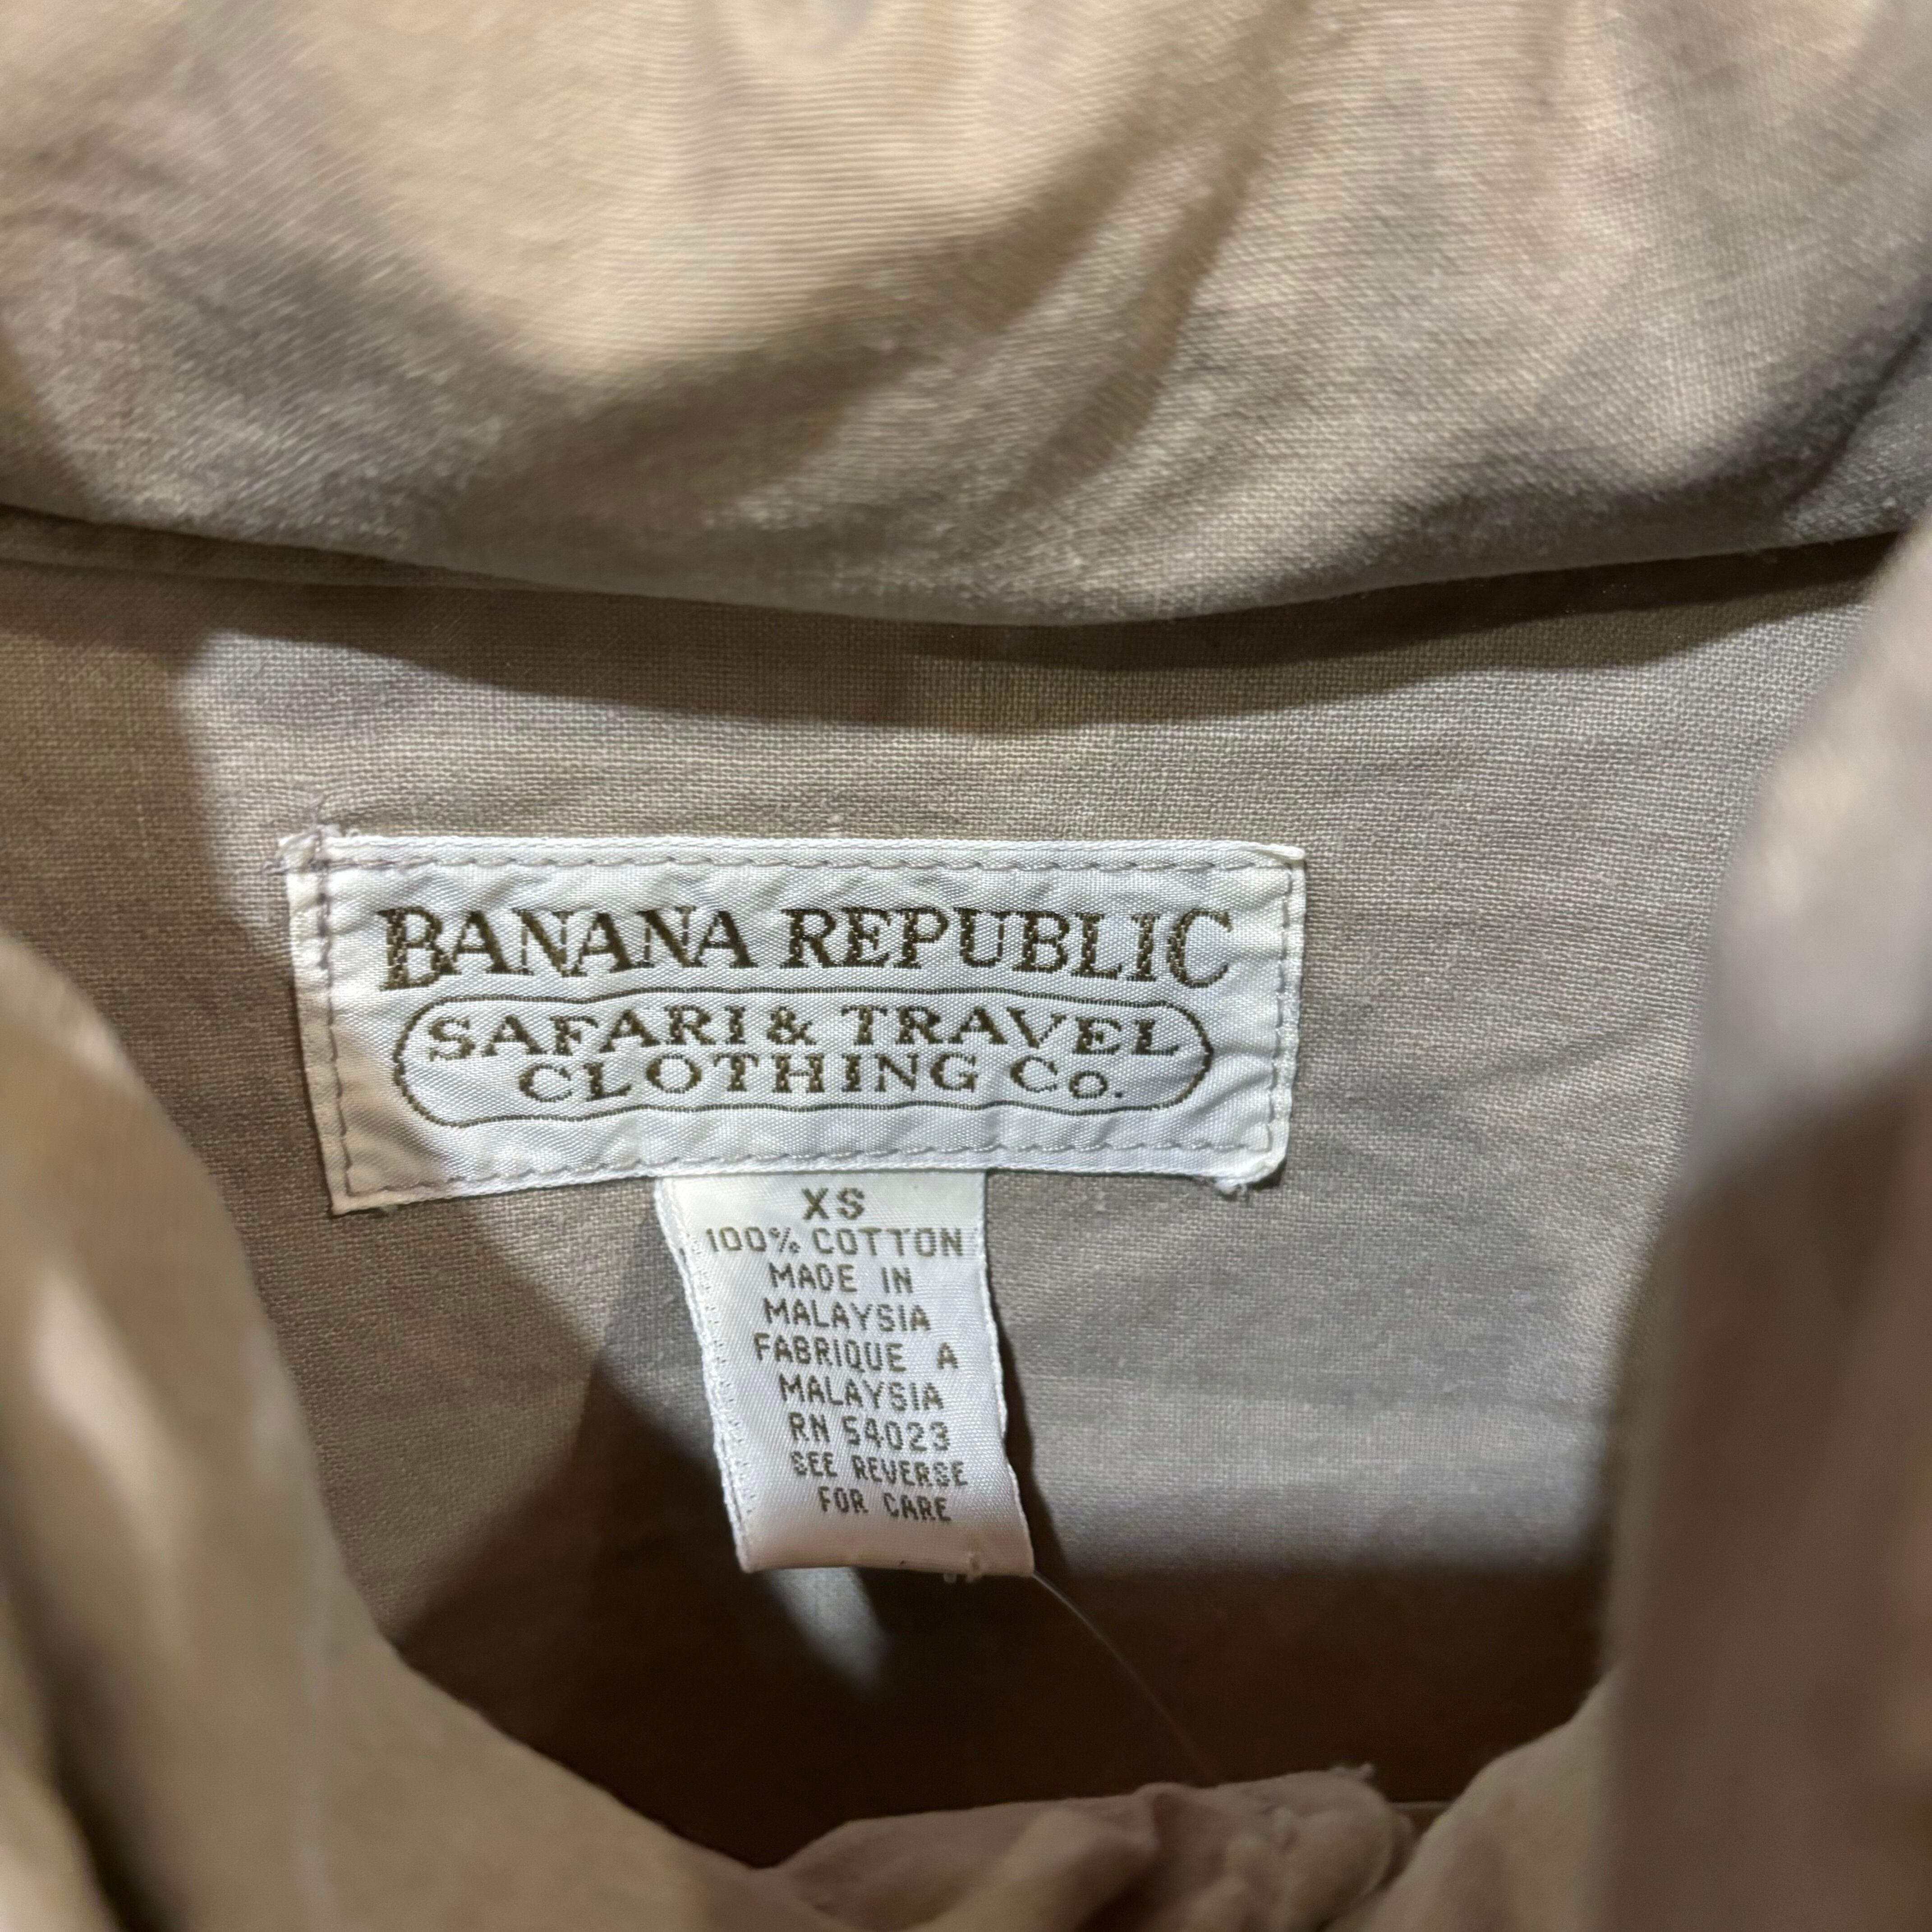 BANANA REPUBLIC
SAFARI & TRAVEL
CLOTHING Co.
XS
100% COTTON
MADE IN
MALAYSIA
FABRIQUE A
MALAYSIA
RN 54023
SEE REVERSE
FOR CARE